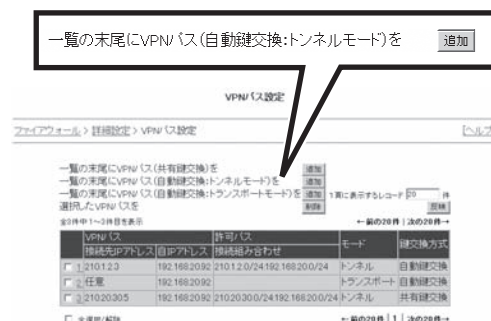 一覧の末尾にVPNパス(自動鍵交換:トンネルモード)を 追加
VPNパス設定
ファイアウォール > 詳細設定 > VPNパス設定 [ヘルプ
一覧の末尾にVPNパス(共有鍵交換)を 追加
一覧の末尾にVPNパス(自動鍵交換:トンネルモード)を 追加
一覧の末尾にVPNパス(自動鍵交換:トランスポートモード)を 追加 1頁に表示するレコード 20 件
選択したVPNパスを 削除 反映
全3件中1～3件目を表示 ←前の20件 | 次の20件→
VPNパス 許可パス モード 鍵交換方式
接続先IPアドレス 自IPアドレス 接続組み合わせ
1 210.1.2.3 192.168.209.2 210.1.2.0/24:192.168.20.0/24 トンネル 自動鍵交換
2 任意 192.168.209.2 トランスポート 自動鍵交換
3 210.203.0.5 192.168.209.2 210.203.0.0/24:192.168.20.0/24 トンネル 共有鍵交換
全選択/解除 ←前の20件 | 1 | 次の20件→